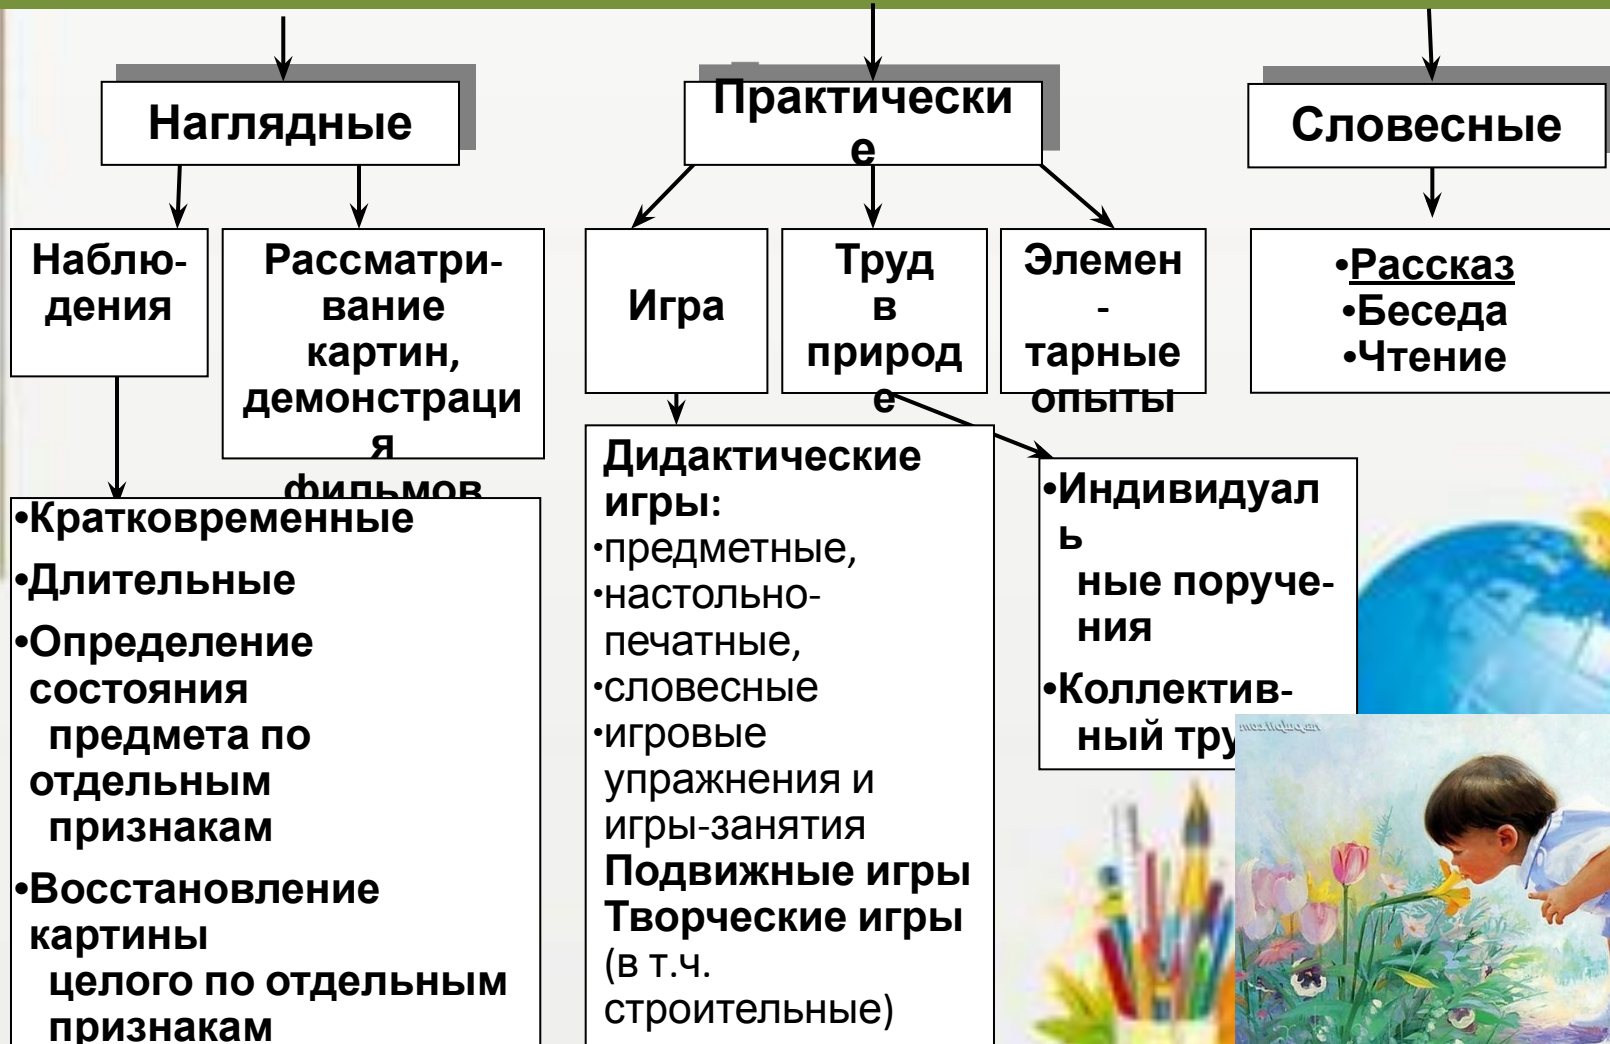 Наглядные
Практически
е
Словесные
Наблю-
дения
Рассматри-
вание
картин,
демонстраци
я
фильмов
Игра
Труд
в
природ
е
Элемен
-
тарные
опыты
•Рассказ
•Беседа
•Чтение
•Кратковременные
•Длительные
•Определение
состояния
предмета по
отдельным
признакам
•Восстановление
картины
целого по отдельным
признакам
Дидактические
игры:
•предметные,
•настольно-
печатные,
•словесные
•игровые
упражнения и
игры-занятия
Подвижные игры
Творческие игры
(в т.ч.
строительные)
•Индивидуал
ь
ные поруче-
ния
•Коллектив-
ный тру